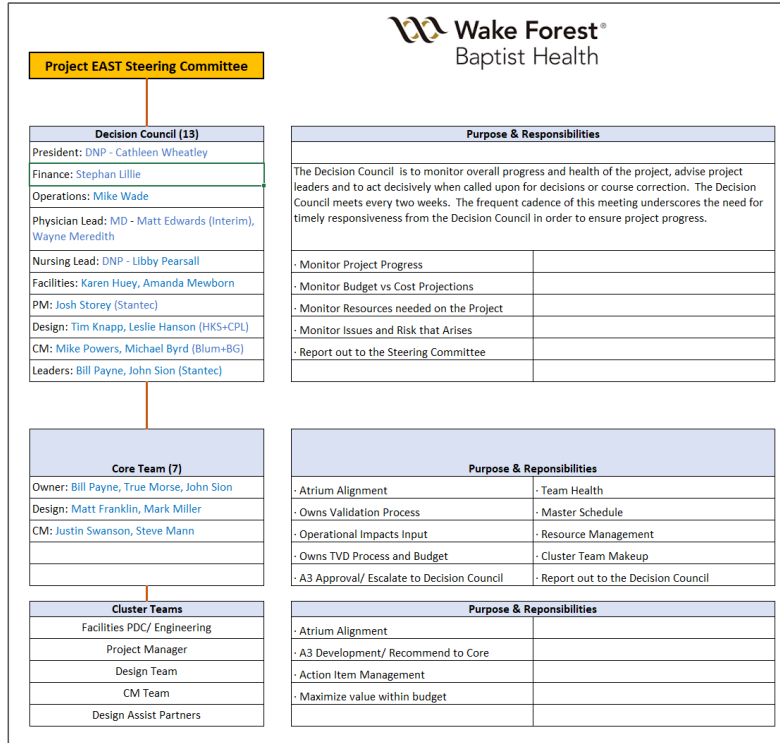 Wake Forest®
Baptist Health
Project EAST Steering Committee
Decision Council (13)
President: DNP - Cathleen Wheatley
Finance: Stephan Lillie
Operations: Mike Wade
Physician Lead: MD - Matt Edwards (Interim),
Wayne Meredith
Nursing Lead: DNP - Libby Pearsall
Facilities: Karen Huey, Amanda Mewborn
PM: Josh Storey (Stantec)
Design: Tim Knapp, Leslie Hanson (HKS+CPL)
CM: Mike Powers, Michael Byrd (Blum+BG)
Leaders: Bill Payne, John Sion (Stantec)
Purpose & Responsibilities
The Decision Council is to monitor overall progress and health of the project, advise project
leaders and to act decisively when called upon for decisions or course correction. The Decision
Council meets every two weeks. The frequent cadence of this meeting underscores the need for
timely responsiveness from the Decision Council in order to ensure project progress.
· Monitor Project Progress
· Monitor Budget vs Cost Projections
· Monitor Resources needed on the Project
· Monitor Issues and Risk that Arises
· Report out to the Steering Committee
Core Team (7)
Owner: Bill Payne, True Morse, John Sion
Design: Matt Franklin, Mark Miller
CM: Justin Swanson, Steve Mann
Purpose & Reponsibilities
· Atrium Alignment
· Owns Validation Process
· Operational Impacts Input
· Owns TVD Process and Budget
· A3 Approval/ Escalate to Decision Council
· Team Health
· Master Schedule
· Resource Management
· Cluster Team Makeup
· Report out to the Decision Council
Cluster Teams
Facilities PDC/ Engineering
Project Manager
Design Team
CM Team
Design Assist Partners
Purpose & Reponsibilities
· Atrium Alignment
· A3 Development/ Recommend to Core
· Action Item Management
· Maximize value within budget